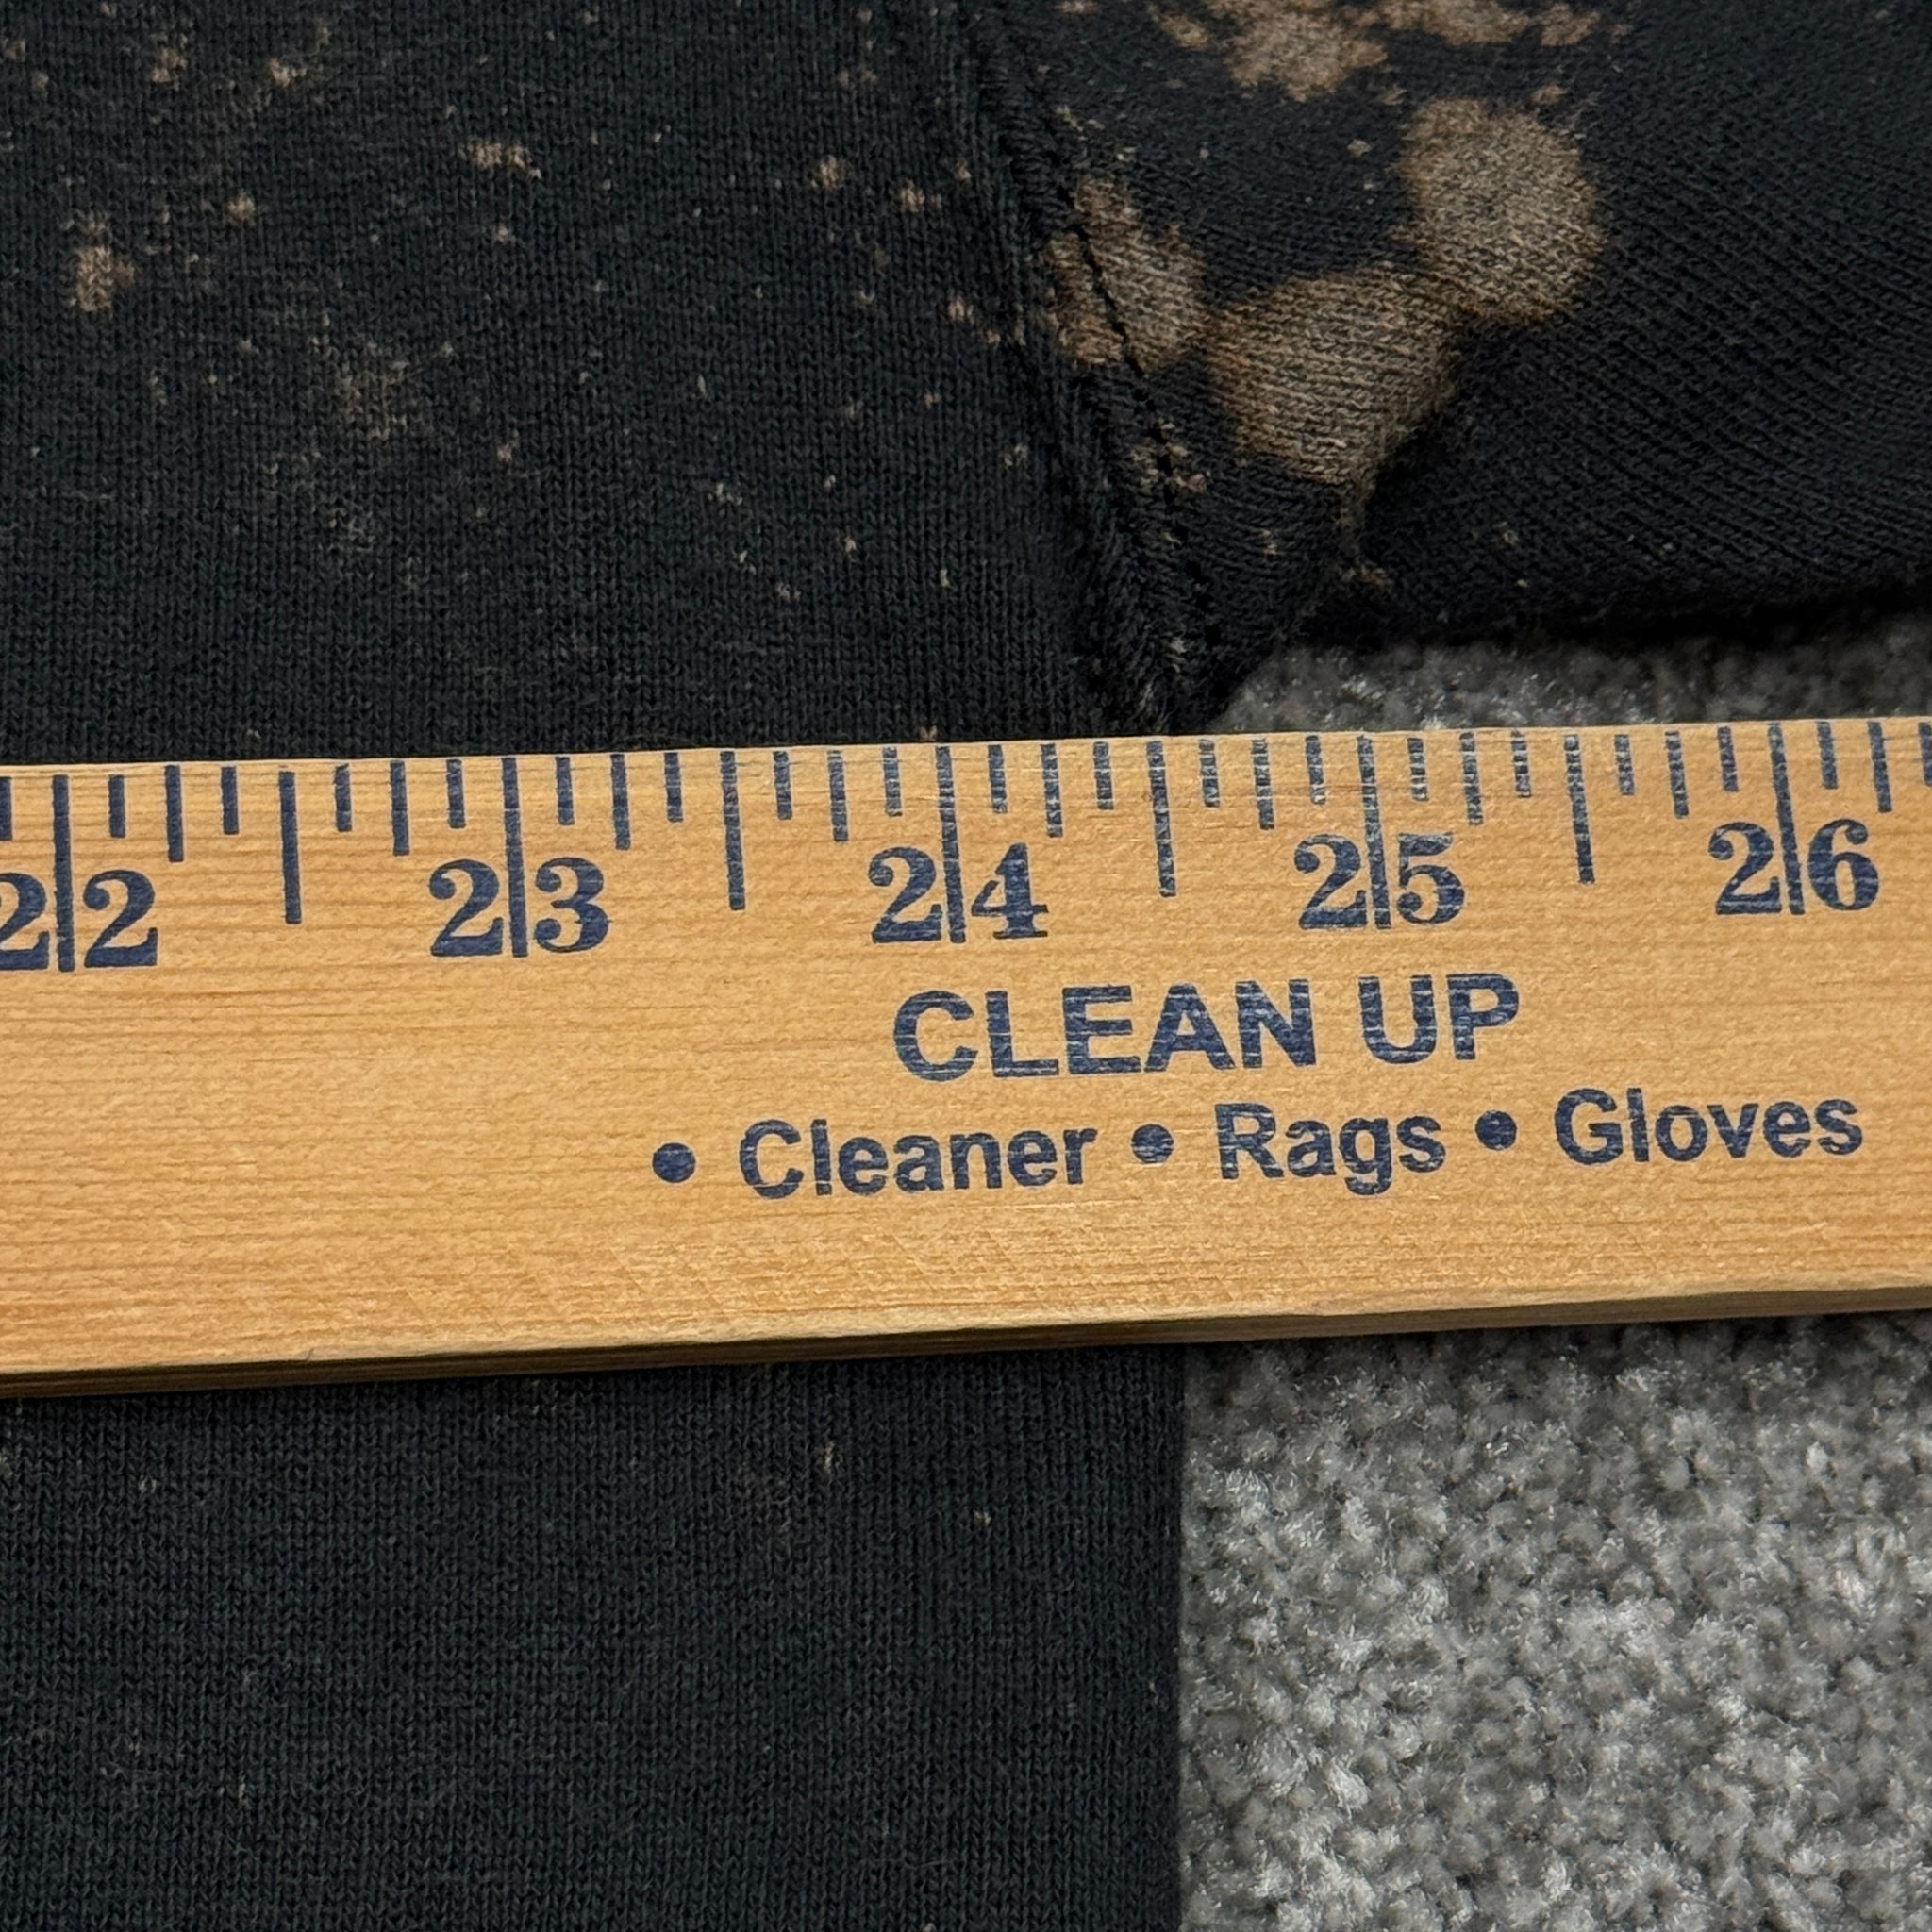 22 23 24 25 26
CLEAN UP
• Cleaner • Rags • Gloves